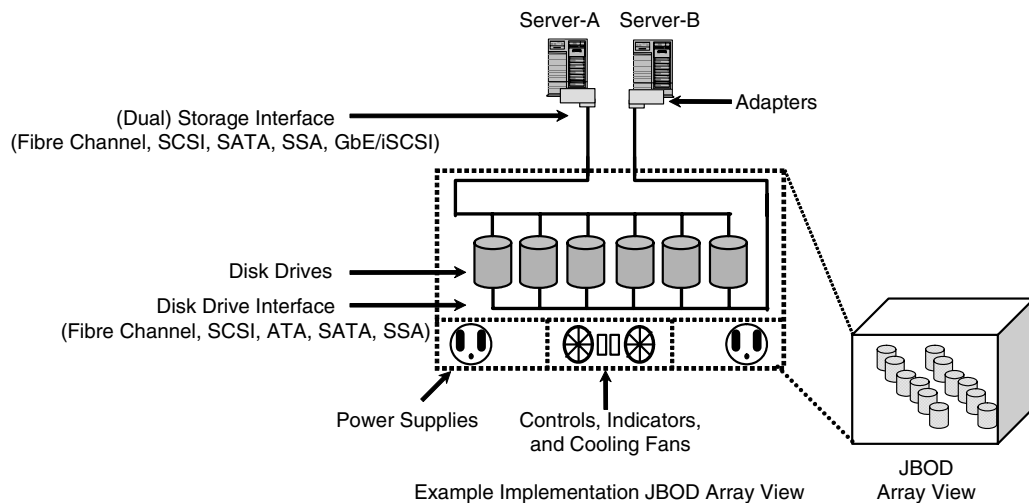 Server-A
Server-B
Adapters
(Dual) Storage Interface
(Fibre Channel, SCSI, SATA, SSA, GbE/iSCSI)
Disk Drives
Disk Drive Interface
(Fibre Channel, SCSI, ATA, SATA, SSA)
Power Supplies
Controls, Indicators,
and Cooling Fans
JBOD
Array View
Example Implementation JBOD Array View